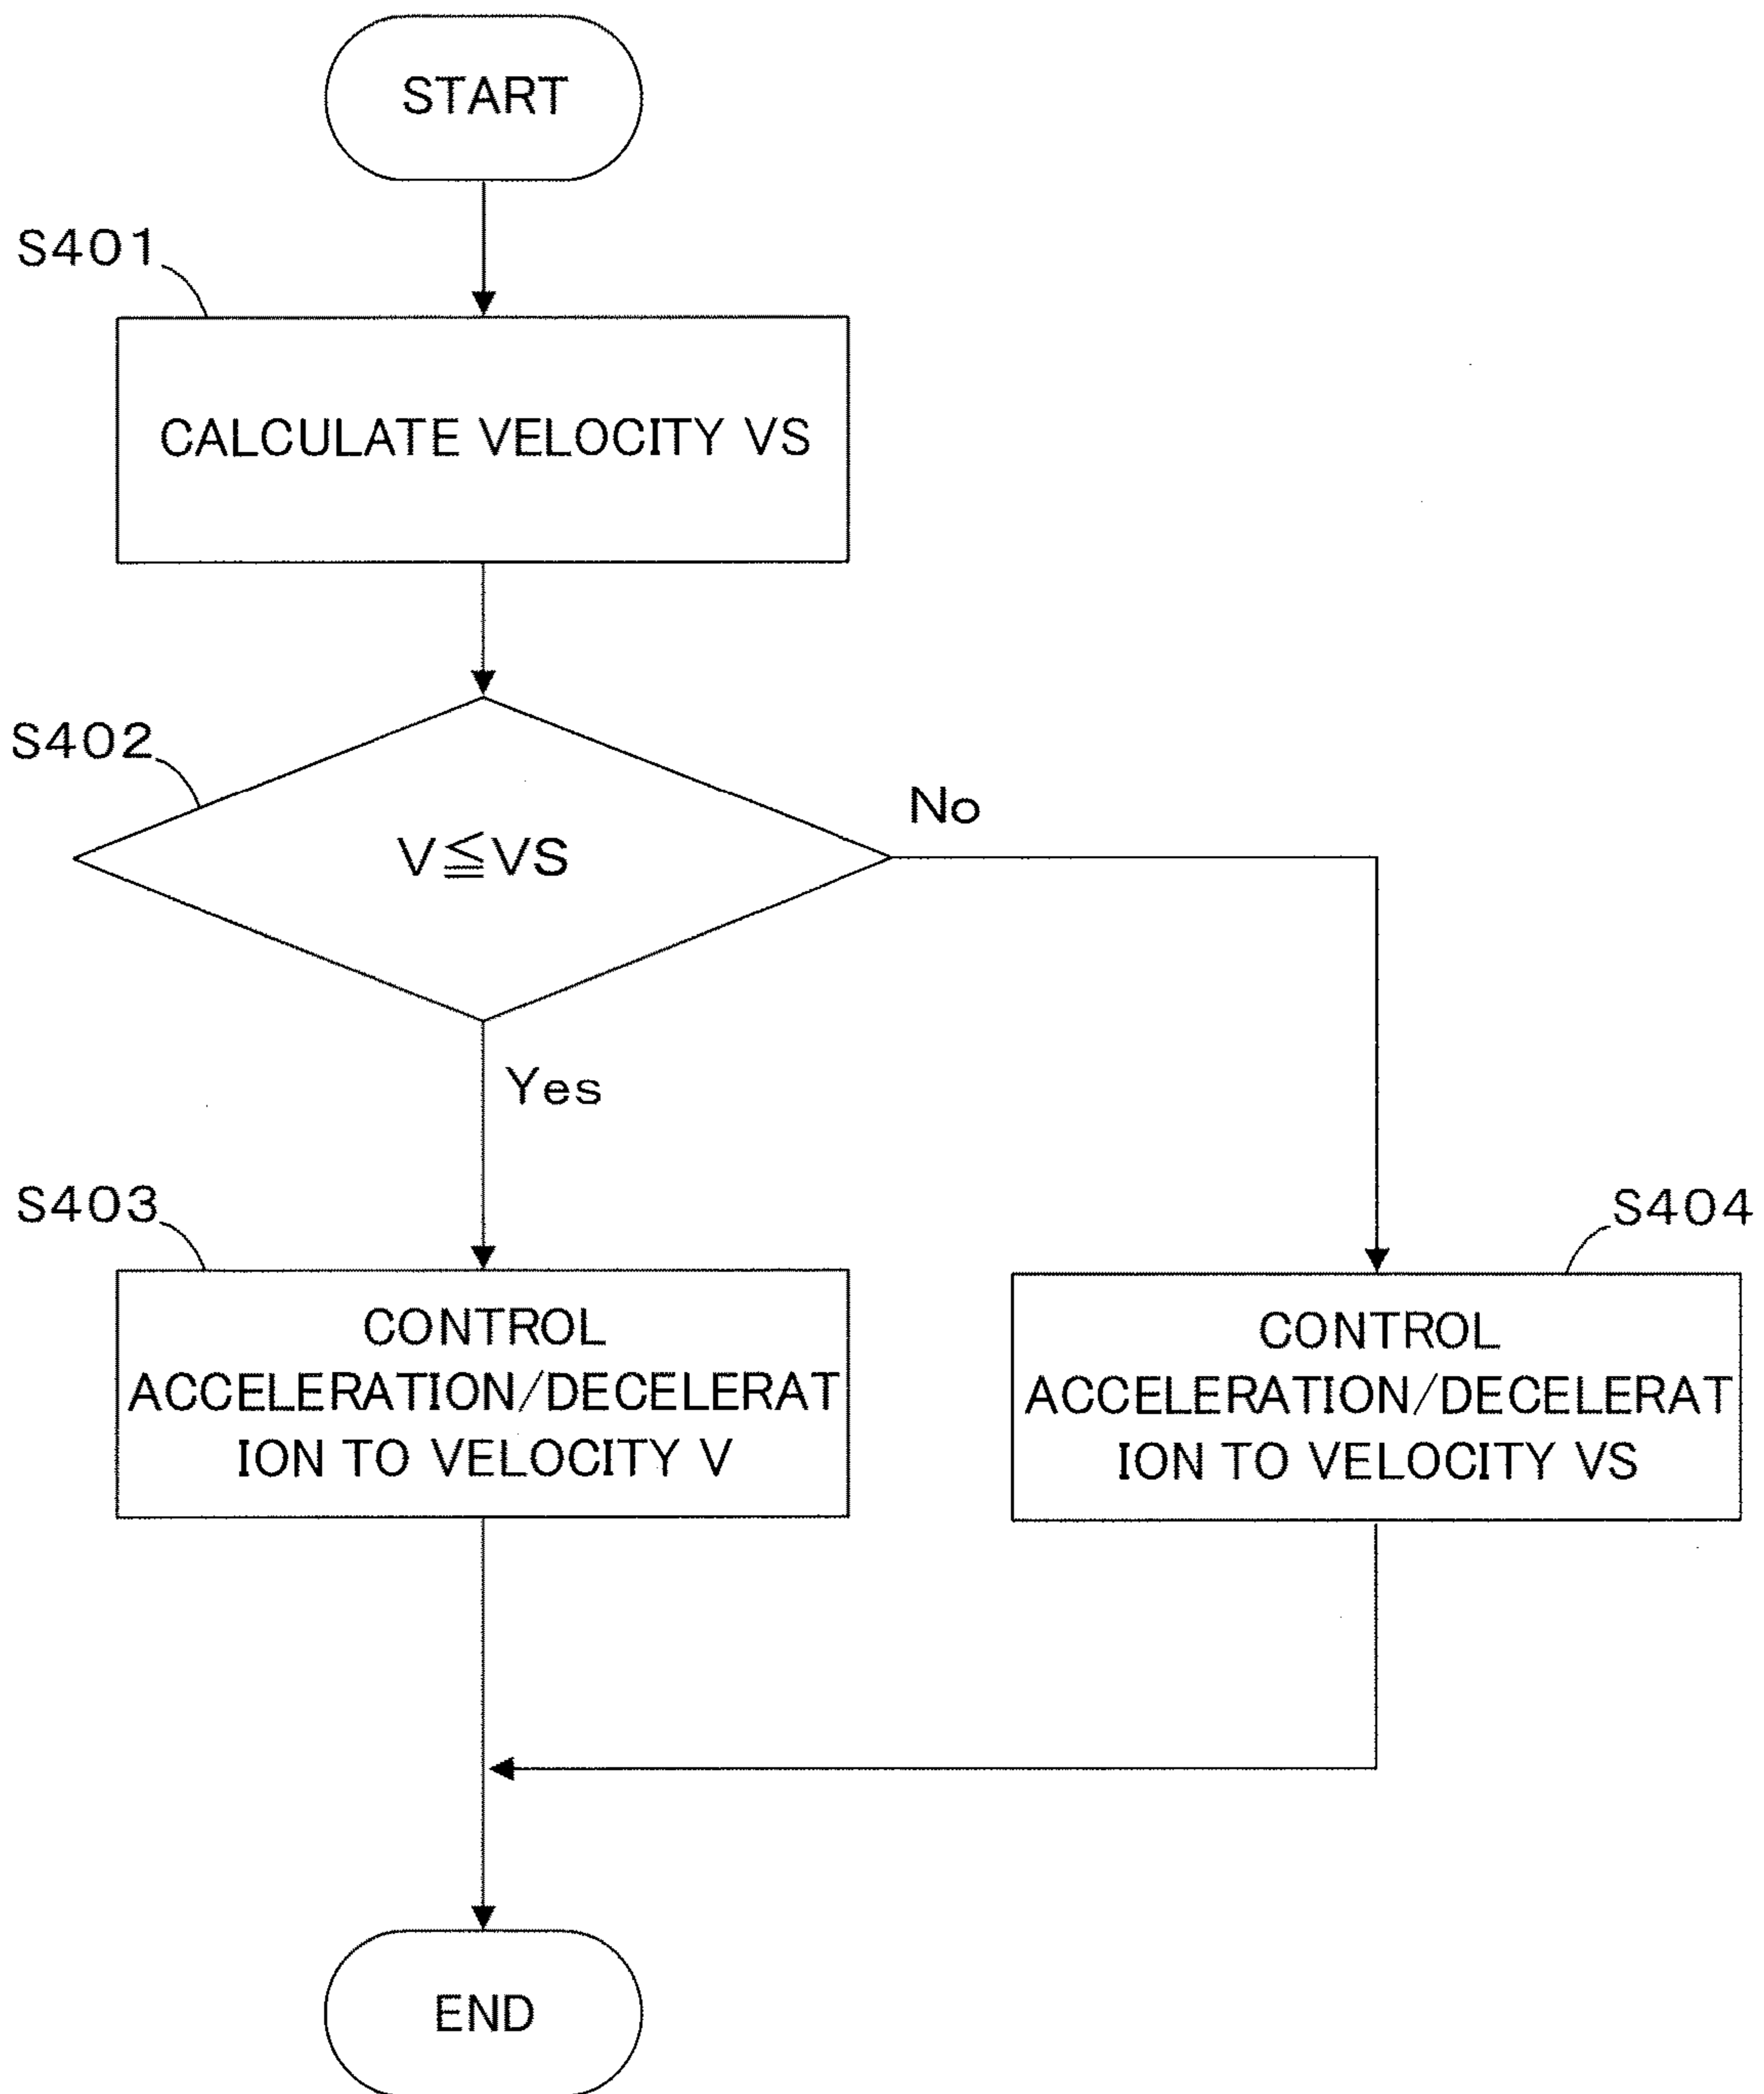 START
S401
CALCULATE VELOCITY VS
S402
V≦VS
No
Yes
S403
CONTROL
ACCELERATION/DECELERAT
ION TO VELOCITY V
S404
CONTROL
ACCELERATION/DECELERAT
ION TO VELOCITY VS
END